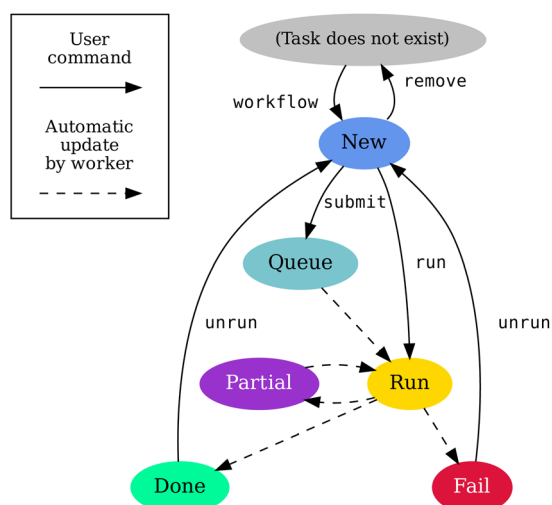 User
command
Automatic
update
by worker
(Task does not exist)
workflow
remove
New
submit
Queue
run
unrun
unrun
Partial
Run
Done
Fail